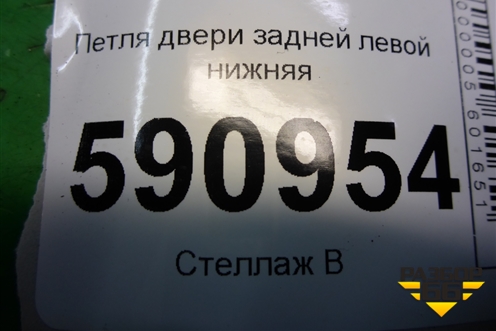 Петля двери задней левой
нижняя
590954
Стеллаж В